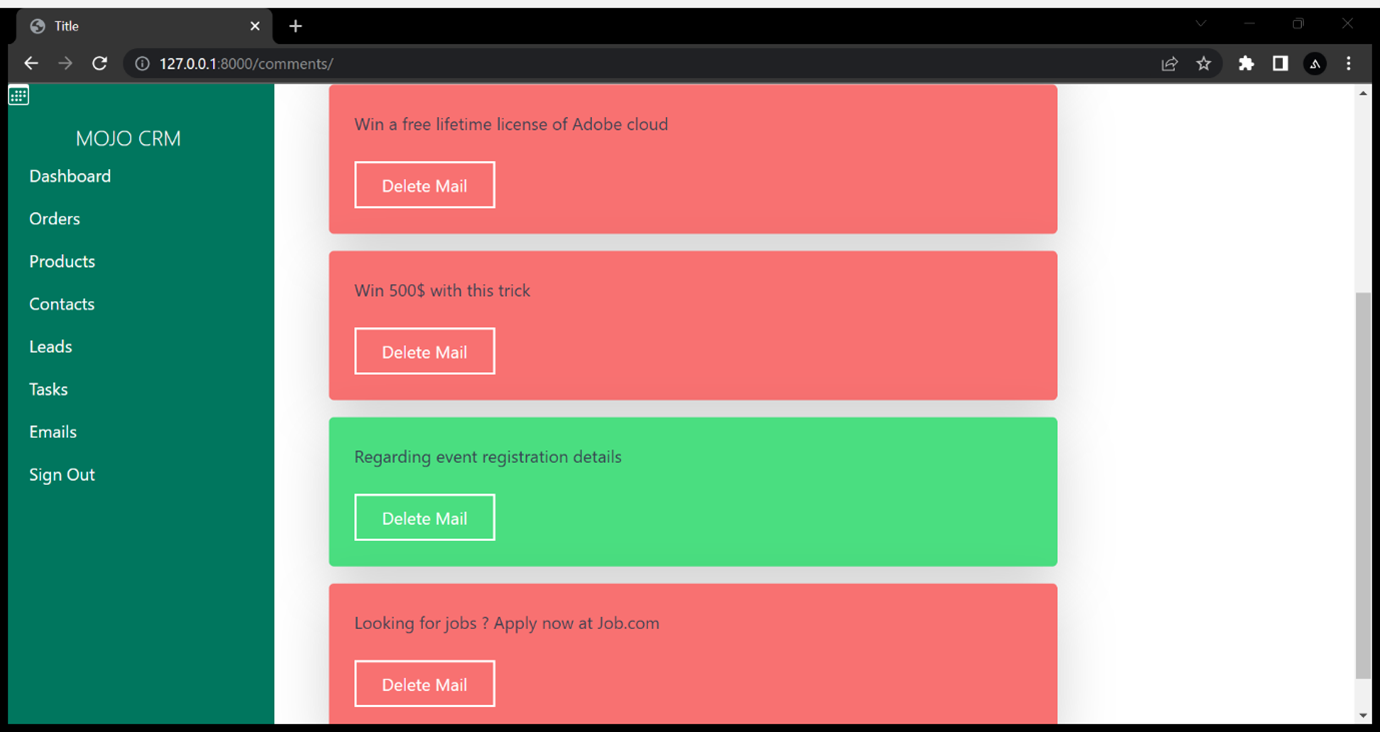 Title
127.0.0.1:8000/comments/
MOJO CRM
Dashboard
Orders
Products
Contacts
Leads
Tasks
Emails
Sign Out
Win a free lifetime license of Adobe cloud
Delete Mail
Win 500$ with this trick
Delete Mail
Regarding event registration details
Delete Mail
Looking for jobs ? Apply now at Job.com
Delete Mail